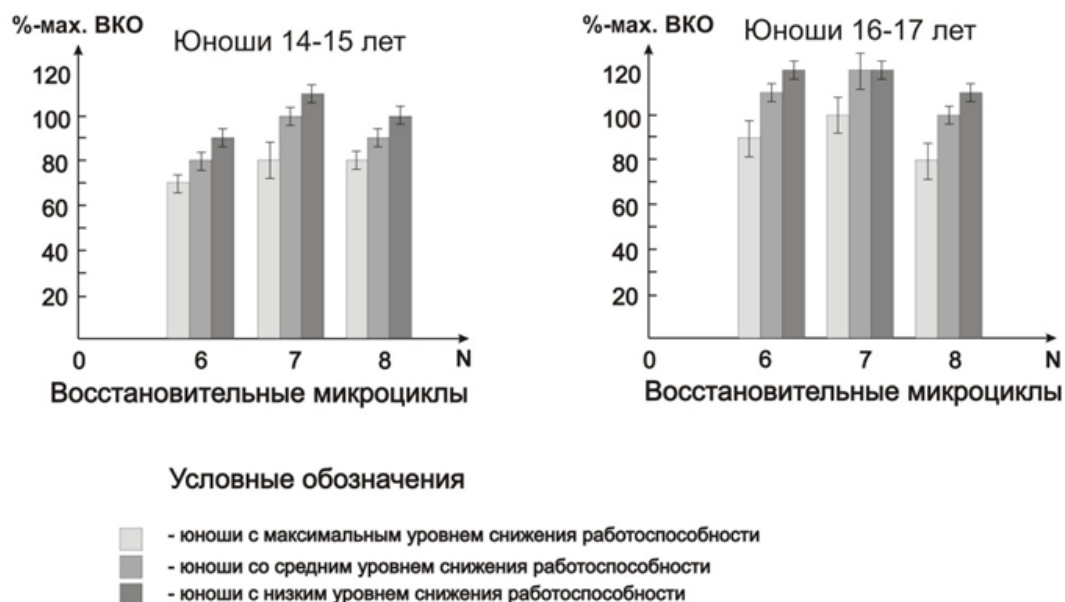 %-мах. ВКО
Юноши 14-15 лет
120
100
80
60
40
20
0
6
7
8
N
Восстановительные микроциклы
%-мах. ВКО
Юноши 16-17 лет
120
100
80
60
40
20
0
6
7
8
N
Восстановительные микроциклы
Условные обозначения
- юноши с максимальным уровнем снижения работоспособности
- юноши со средним уровнем снижения работоспособности
- юноши с низким уровнем снижения работоспособности